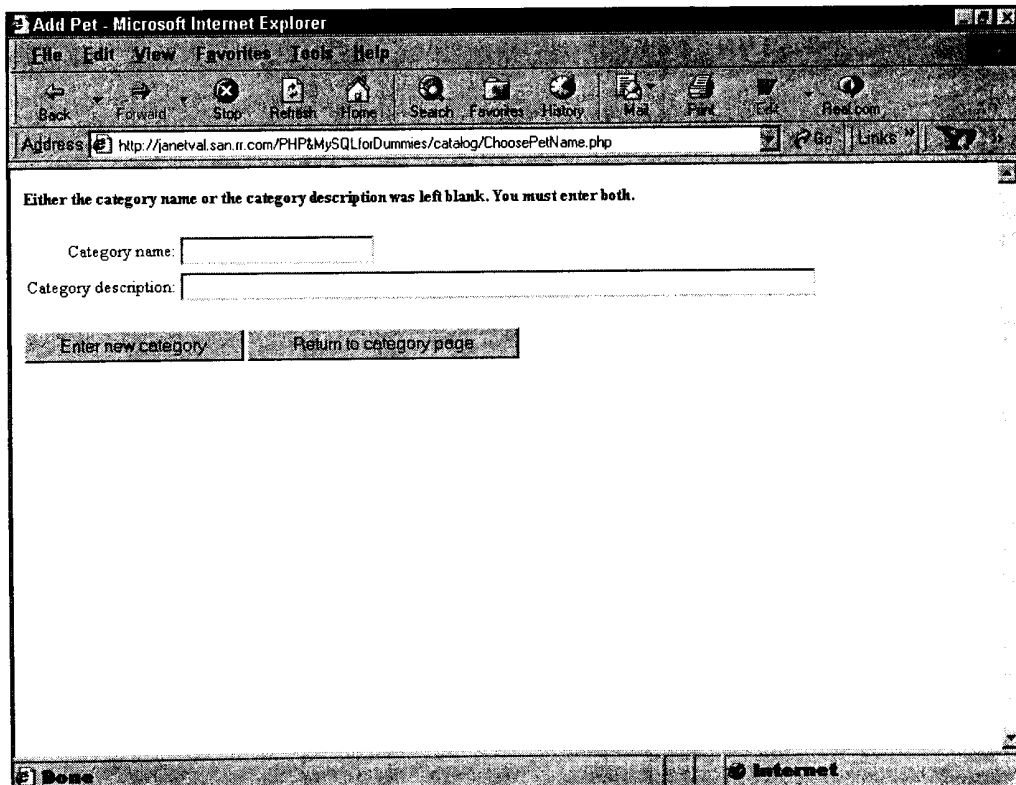 Add Pet - Microsoft Internet Explorer
File Edit View Favorites Tools Help
Back Forward Stop Refresh Home Search Favorites History Mail Print Edit Real.com
Address http://janetval.san.rr.com/PHP&MySQLforDummies/catalog/ChoosePetName.php Go Links »
Either the category name or the category description was left blank. You must enter both.
Category name:
Category description:
Enter new category Return to category page
Done Internet